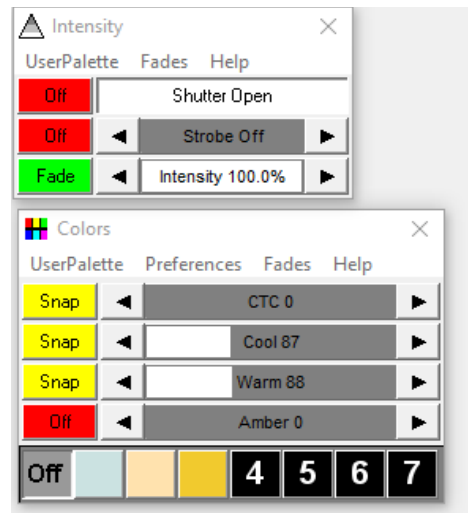 Intensity
UserPalette Fades Help
Off Shutter Open
Off Strobe Off
Fade Intensity 100.0%
Colors
UserPalette Preferences Fades Help
Snap CTC 0
Snap Cool 87
Snap Warm 88
Off Amber 0
Off 4 5 6 7